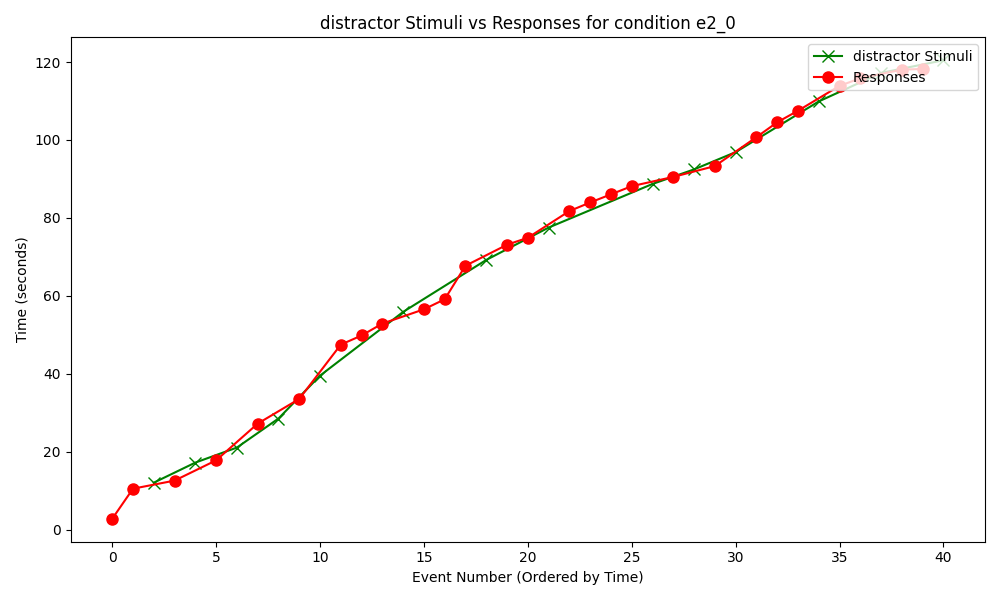 distractor Stimuli vs Responses for condition e2_0
distractor Stimuli
Responses
Time (seconds)
120
100
80
60
40
20
0
0 5 10 15 20 25 30 35 40
Event Number (Ordered by Time)